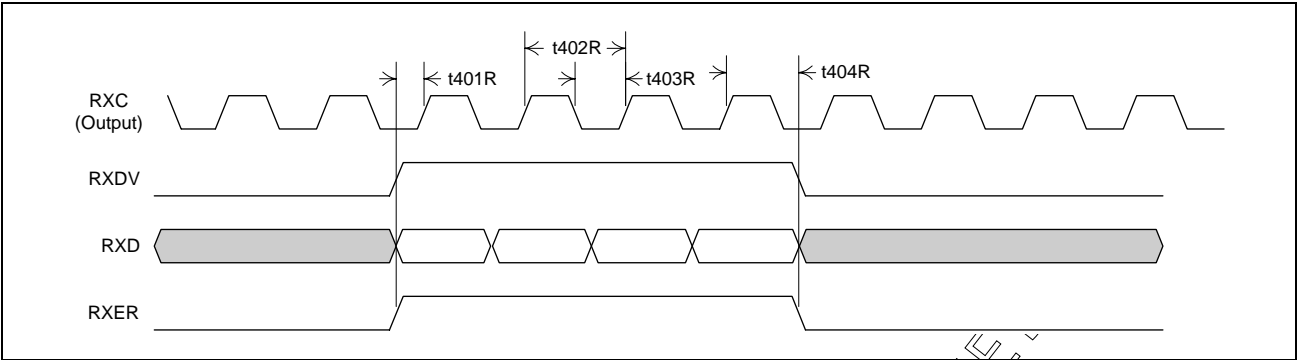 t402R
t401R
t403R
t404R
RXC
(Output)
RXDV
RXD
RXER